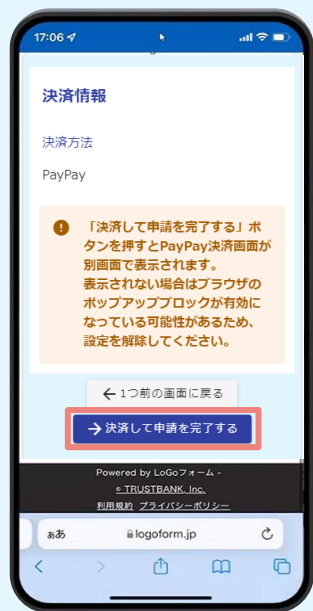 17:06
決済情報
決済方法
PayPay
「決済して申請を完了する」ボ
タンを押すとPayPay決済画面が
別画面で表示されます。
表示されない場合はブラウザの
ポップアップブロックが有効に
なっている可能性があるため、
設定を解除してください。
←1つ前の画面に戻る
→決済して申請を完了する
Powered by LoGoフォーム -
© TRUSTBANK, Inc.
利用規約 プライバシーポリシー
ぁあ logoform.jp